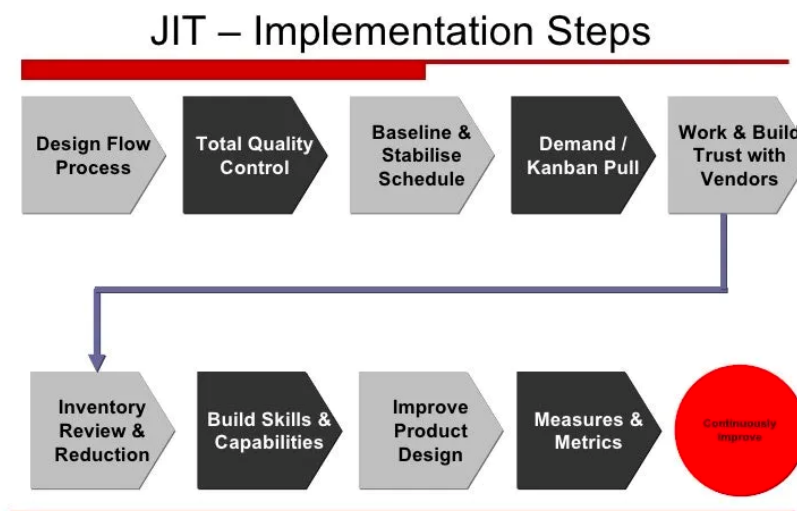 JIT – Implementation Steps
Design Flow
Process
Total Quality
Control
Baseline &
Stabilise
Schedule
Demand /
Kanban Pull
Work & Build
Trust with
Vendors
Inventory
Review &
Reduction
Build Skills &
Capabilities
Improve
Product
Design
Measures &
Metrics
Continuously
Improve